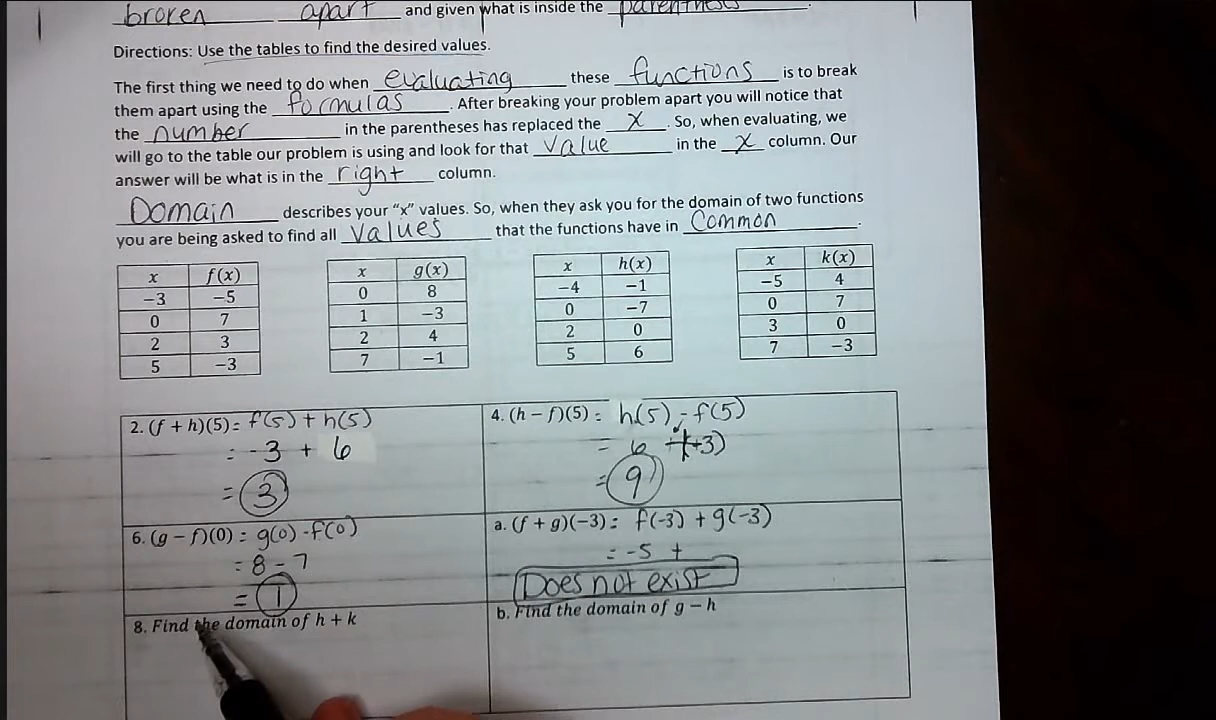 broken apart and given what is inside the parenthesis.
Directions: Use the tables to find the desired values.
The first thing we need to do when evaluating these functions is to break
them apart using the formulas. After breaking your problem apart you will notice that
the number in the parentheses has replaced the x. So, when evaluating, we
will go to the table our problem is using and look for that value in the x column. Our
answer will be what is in the right column.
Domain describes your "x" values. So, when they ask you for the domain of two functions
you are being asked to find all values that the functions have in common.
x f(x)
-3 -5
0 7
2 3
5 -3
x g(x)
0 8
1 -3
2 4
7 -1
x h(x)
-4 -1
0 -7
2 0
5 6
x k(x)
-5 4
0 7
3 0
7 -3
2. (f + h)(5) = f(5) + h(5)
= -3 + 6
= 3
4. (h - f)(5) = h(5) - f(5)
= 6 +(+3)
= 9
6. (g - f)(0) = g(0) - f(0)
= 8 - 7
= 1
a. (f + g)(-3) = f(-3) + g(-3)
= -5 +
Does not exist
8. Find the domain of h + k
b. Find the domain of g - h